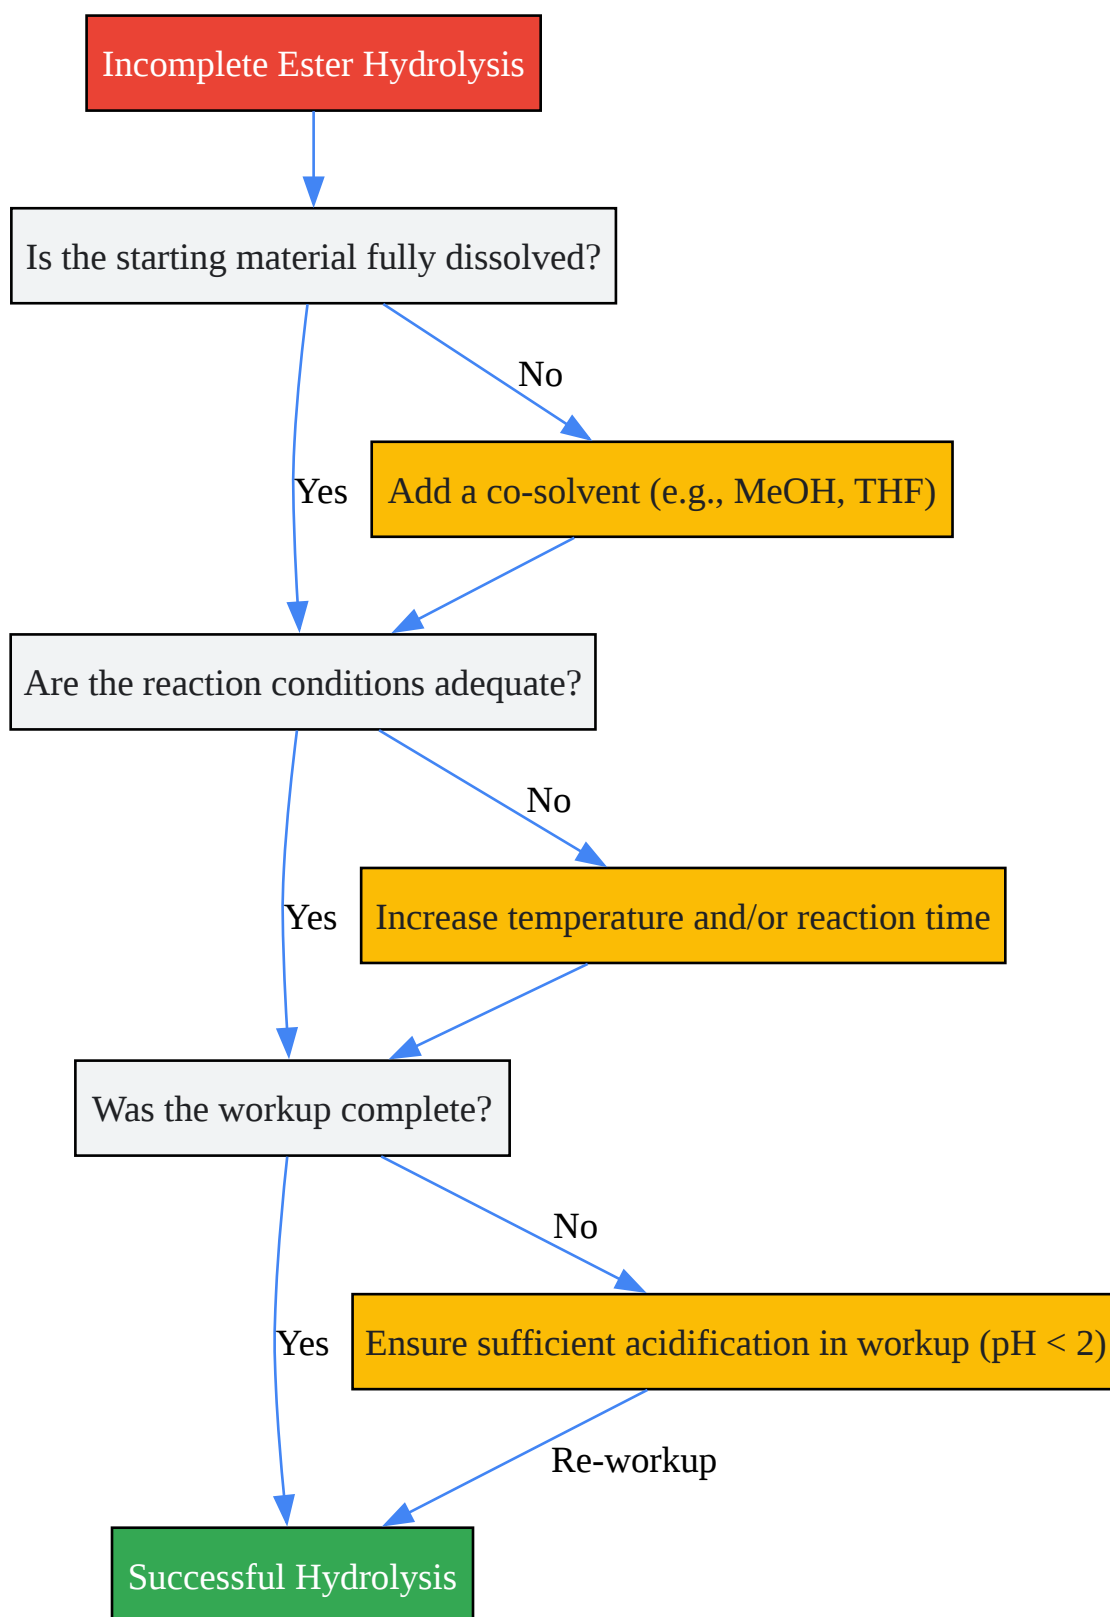 Incomplete Ester Hydrolysis
Is the starting material fully dissolved?
No
Yes
Add a co-solvent (e.g., MeOH, THF)
Are the reaction conditions adequate?
No
Yes
Increase temperature and/or reaction time
Was the workup complete?
No
Yes
Ensure sufficient acidification in workup (pH < 2)
Re-workup
Successful Hydrolysis